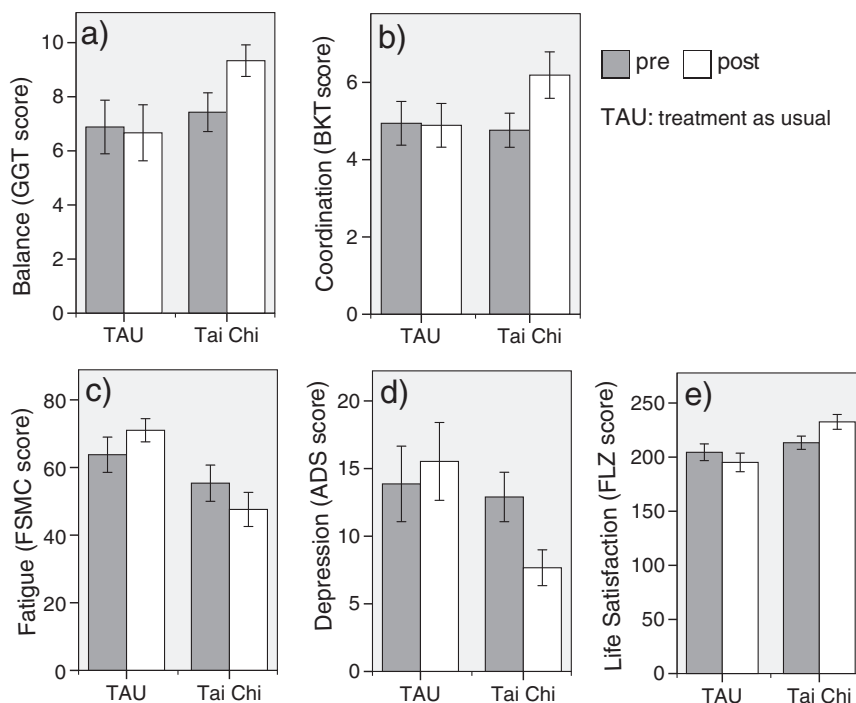 a)
Balance (GGT score)
10
8
6
4
2
0
TAU
Tai Chi
b)
Coordination (BKT score)
6
4
2
0
TAU
Tai Chi
pre
post
TAU: treatment as usual
c)
Fatigue (FSMC score)
80
60
40
20
0
TAU
Tai Chi
d)
Depression (ADS score)
20
15
10
5
0
TAU
Tai Chi
e)
Life Satisfaction (FLZ score)
250
200
150
100
50
0
TAU
Tai Chi